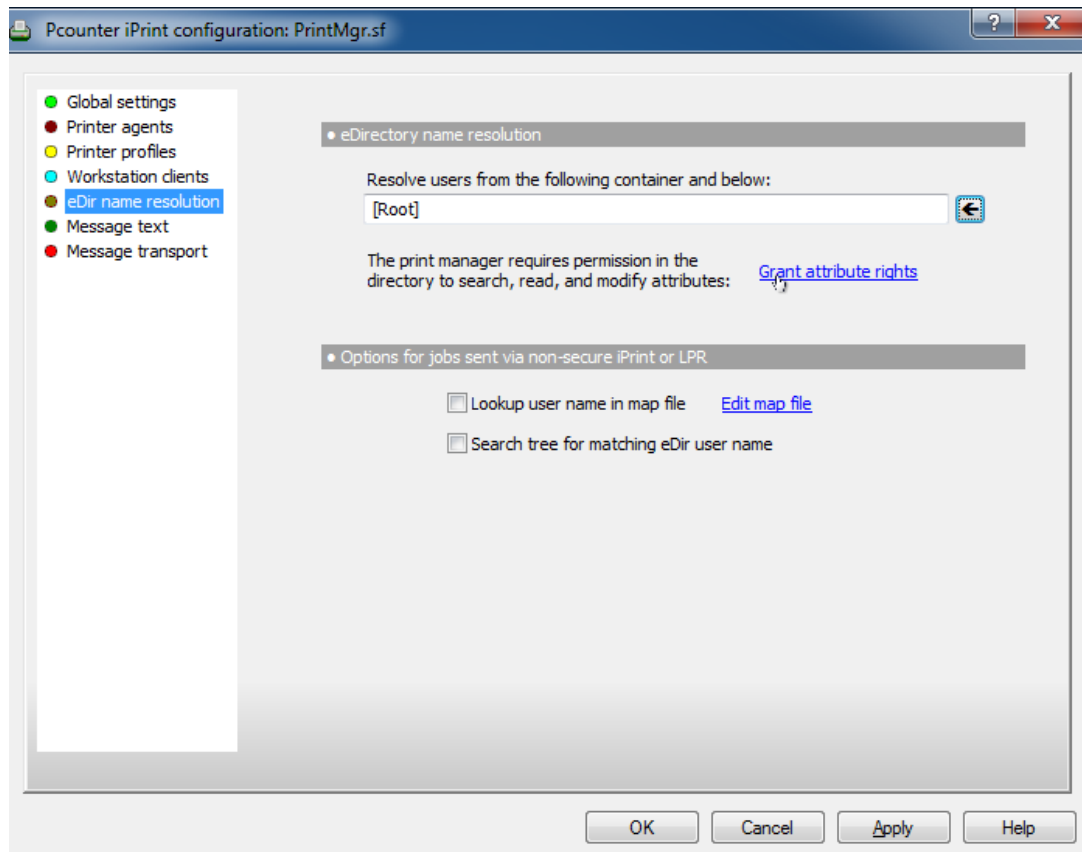 Pcounter iPrint configuration: PrintMgr.sf
?
x
Global settings
Printer agents
Printer profiles
Workstation clients
eDir name resolution
Message text
Message transport
• eDirectory name resolution
Resolve users from the following container and below:
[Root]
The print manager requires permission in the
directory to search, read, and modify attributes:
Grant attribute rights
• Options for jobs sent via non-secure iPrint or LPR
Lookup user name in map file
Edit map file
Search tree for matching eDir user name
OK
Cancel
Apply
Help